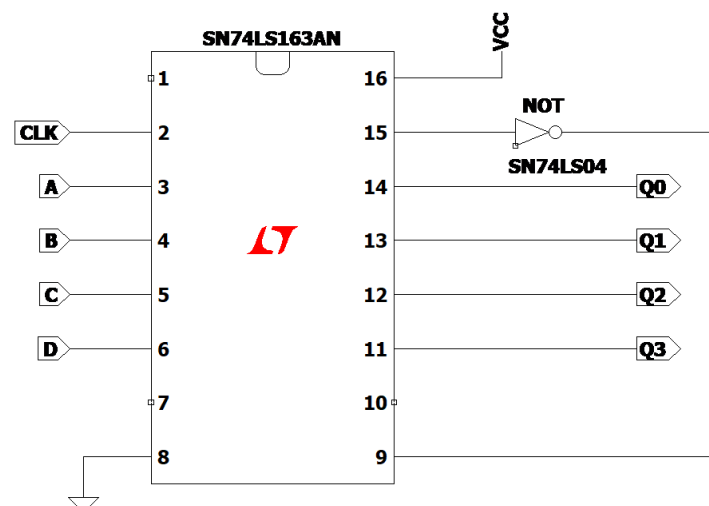 SN74LS163AN
VCC
1 16
NOT
CLK 2 15
SN74LS04
A 3 14 Q0
B 4 13 Q1
C 5 12 Q2
D 6 11 Q3
7 10
8 9